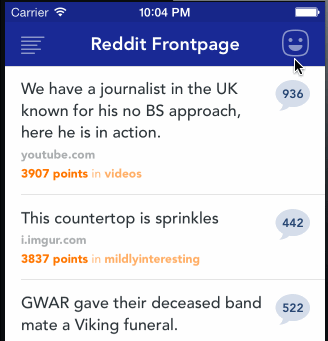 Carrier 10:04 PM
Reddit Frontpage
We have a journalist in the UK
known for his no BS approach,
here he is in action.
936
youtube.com
3907 points in videos
This countertop is sprinkles
442
i.imgur.com
3837 points in mildlyinteresting
GWAR gave their deceased band
mate a Viking funeral.
522